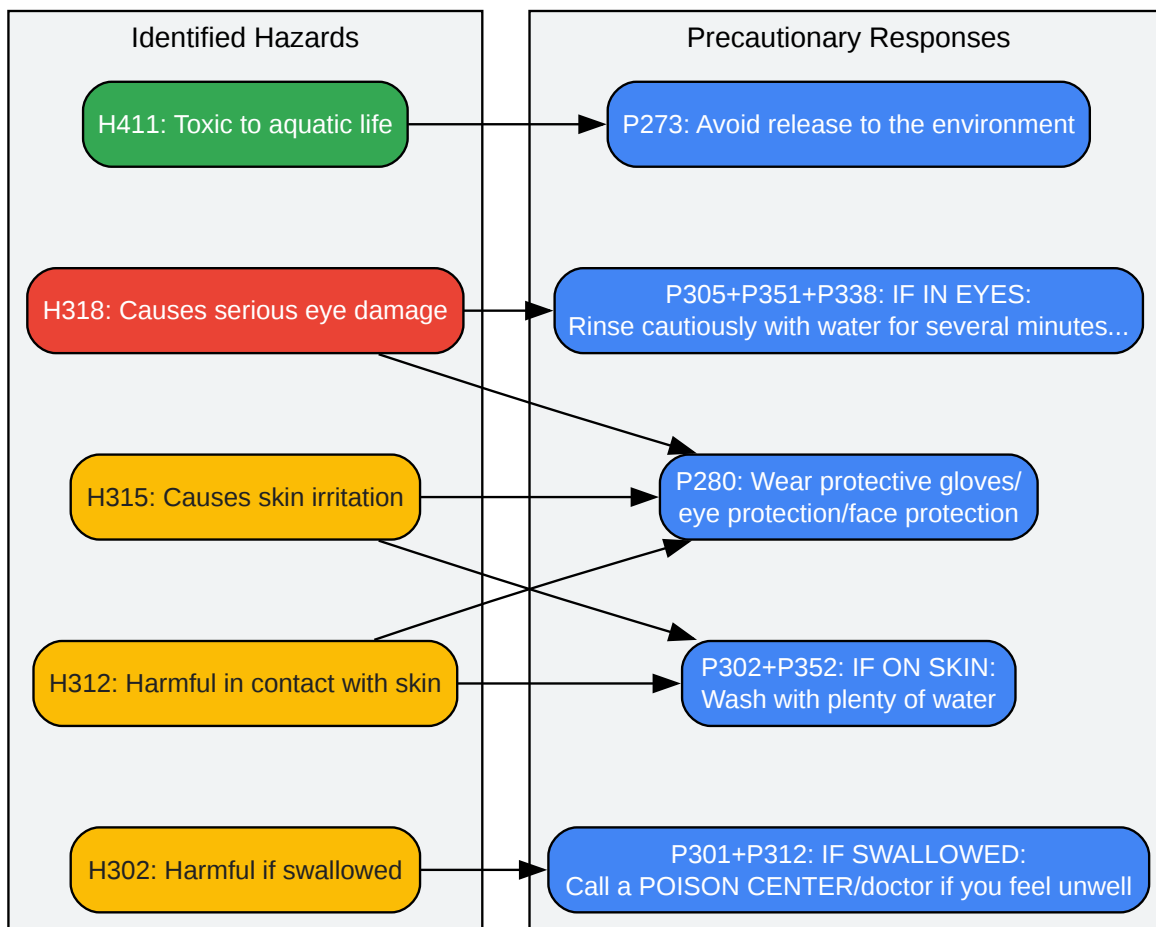 Identified Hazards
H411: Toxic to aquatic life
H318: Causes serious eye damage
H315: Causes skin irritation
H312: Harmful in contact with skin
H302: Harmful if swallowed
Precautionary Responses
P273: Avoid release to the environment
P305+P351+P338: IF IN EYES:
Rinse cautiously with water for several minutes...
P280: Wear protective gloves/
eye protection/face protection
P302+P352: IF ON SKIN:
Wash with plenty of water
P301+P312: IF SWALLOWED:
Call a POISON CENTER/doctor if you feel unwell